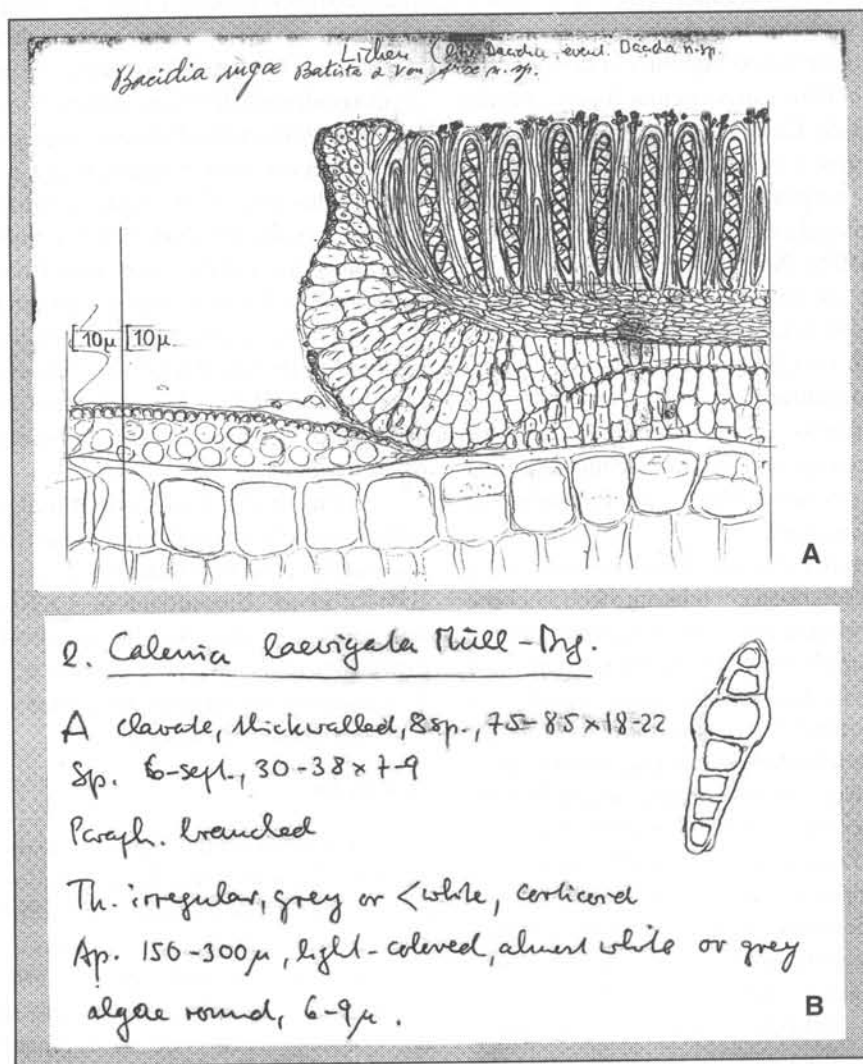 Lichen ( Bacidia, event. Bacidia n. sp.
Bacidia ingae Batista & n. sp.
[10μ [10μ
A
2. Calenia laevigata Müll-Arg.
A clavate, thickwalled, 8sp., 75-85 × 18-22
Sp. 6-sept., 30-38 × 7-9
Paraph. branched
Th. irregular, grey or < white, corticoid
Ap. 150-300μ, light-colored, almost white or grey
algae round, 6-9μ.
B